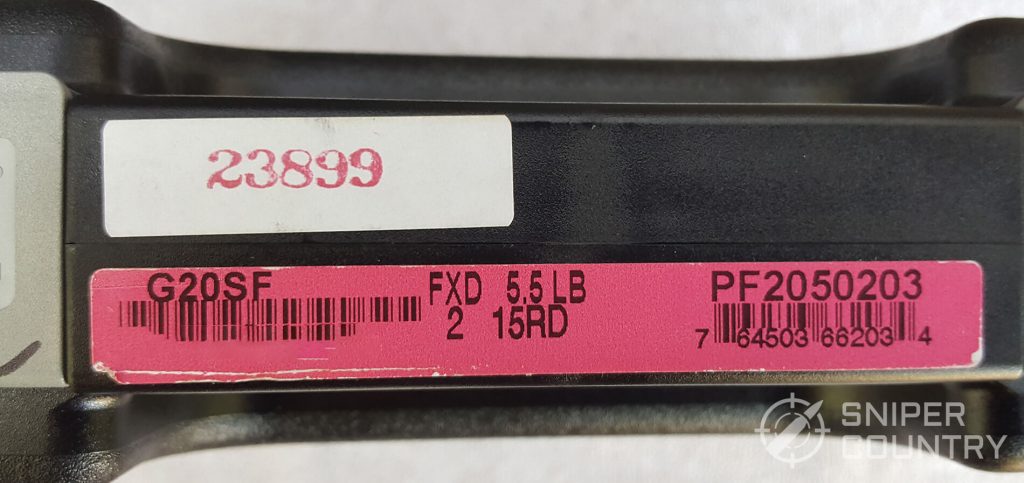 23899
G20SF FXD 5.5 LB PF2050203
2 15RD
7 64503 66203 4
SNIPER
COUNTRY